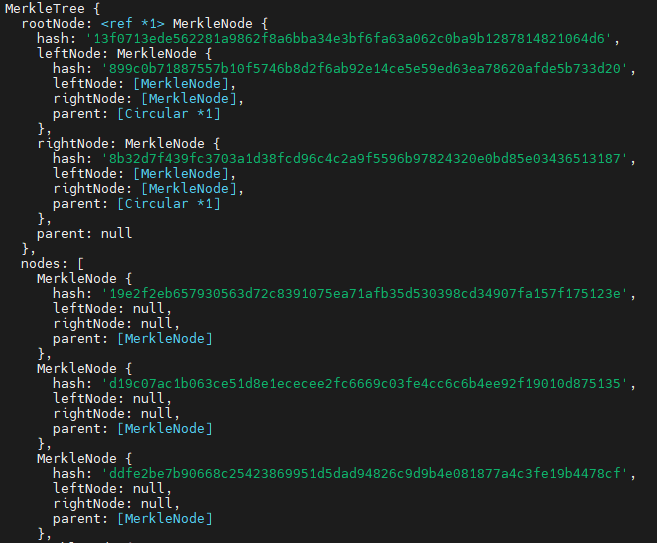 MerkleTree {
rootNode: <ref *1> MerkleNode {
hash: '13f0713ede562281a9862f8a6bba34e3bf6fa63a062c0ba9b1287814821064d6',
leftNode: MerkleNode {
hash: '899c0b71887557b10f5746b8d2f6ab92e14ce5e59ed63ea78620afde5b733d20',
leftNode: [MerkleNode],
rightNode: [MerkleNode],
parent: [Circular *1]
},
rightNode: MerkleNode {
hash: '8b32d7f439fc3703a1d38fcd96c4c2a9f5596b97824320e0bd85e03436513187',
leftNode: [MerkleNode],
rightNode: [MerkleNode],
parent: [Circular *1]
},
parent: null
},
nodes: [
MerkleNode {
hash: '19e2f2eb657930563d72c8391075ea71afb35d530398cd34907fa157f175123e',
leftNode: null,
rightNode: null,
parent: [MerkleNode]
},
MerkleNode {
hash: 'd19c07ac1b063ce51d8e1ececee2fc6669c03fe4cc6c6b4ee92f19010d875135',
leftNode: null,
rightNode: null,
parent: [MerkleNode]
},
MerkleNode {
hash: 'ddfe2be7b90668c25423869951d5dad94826c9d9b4e081877a4c3fe19b4478cf',
leftNode: null,
rightNode: null,
parent: [MerkleNode]
},